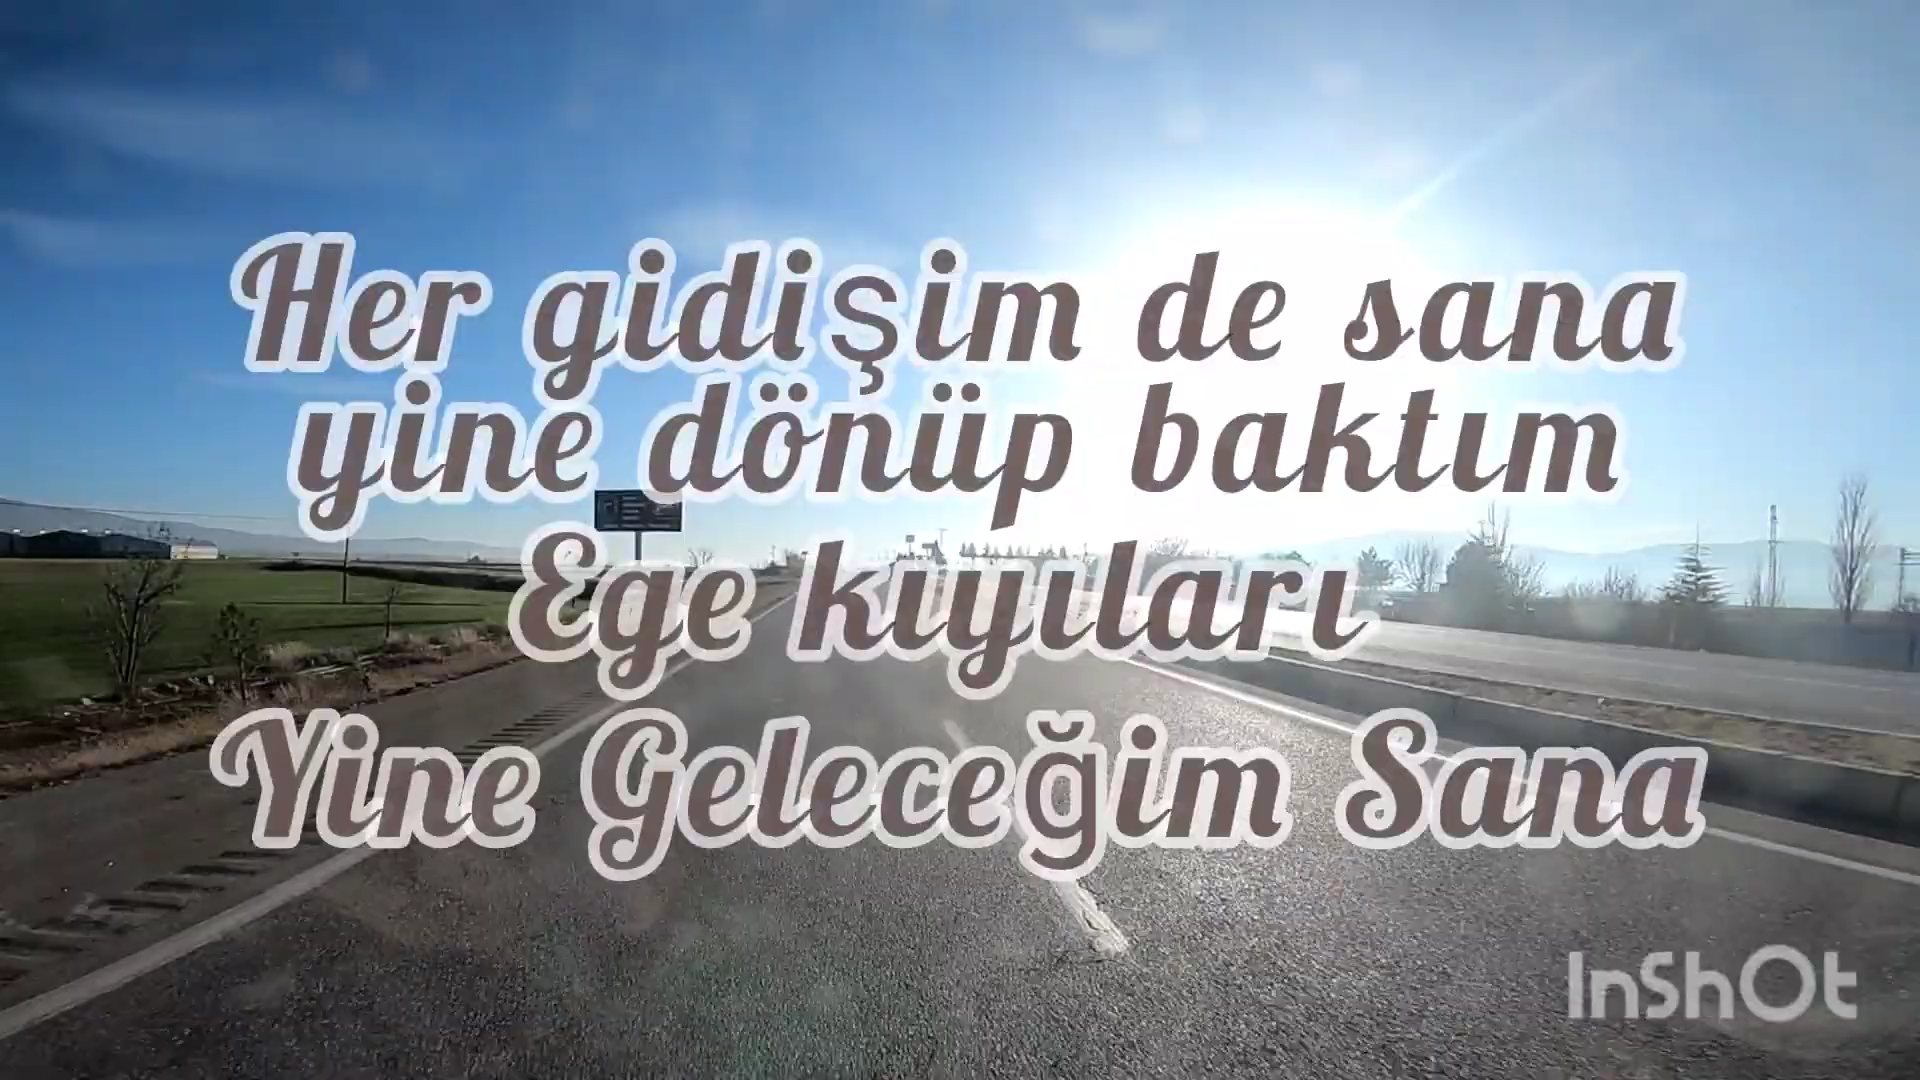 Her gidişim de sana
yine dönüp baktım
Ege kıyıları
Yine Geleceğim Sana
InShOt